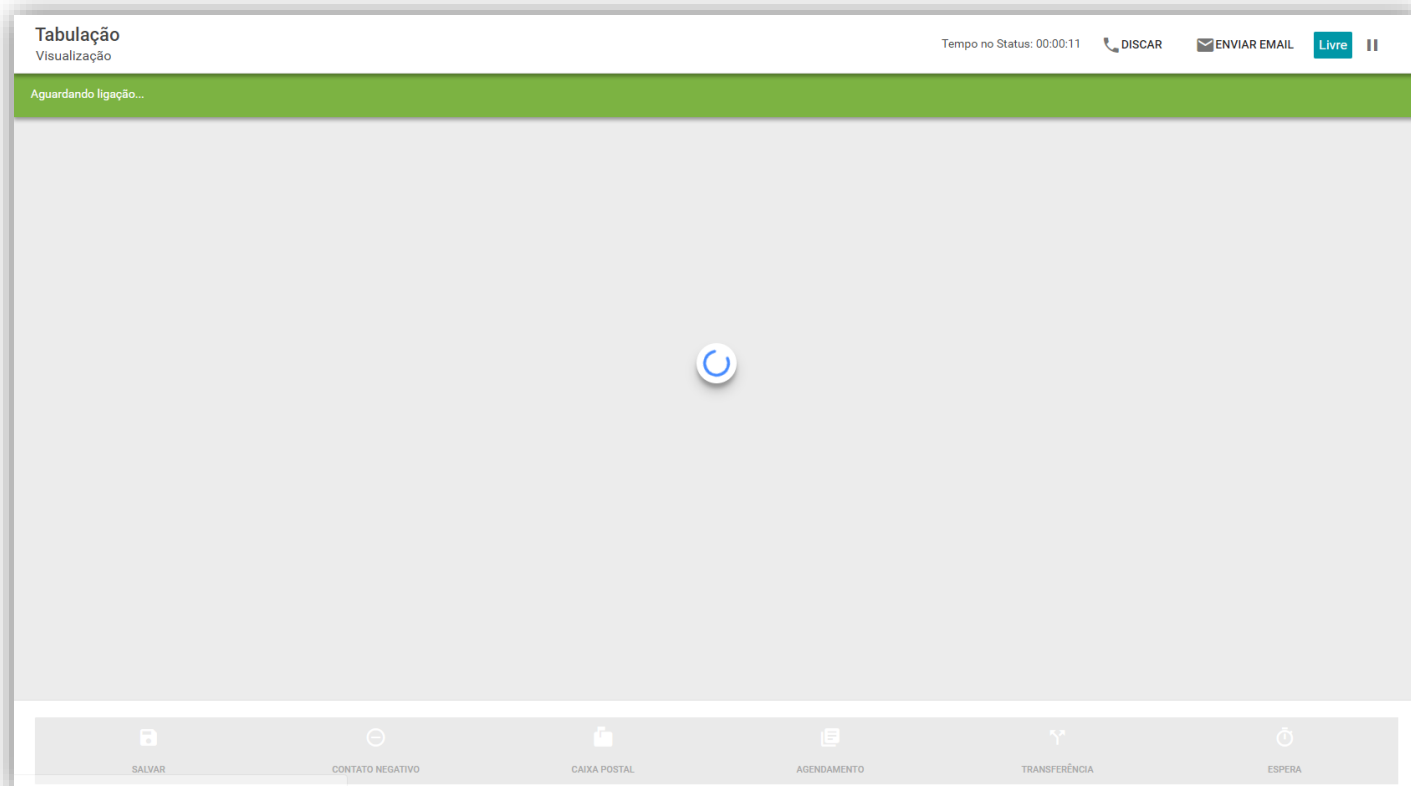 Tabulação
Visualização
Tempo no Status: 00:00:11 DISCAR ENVIAR EMAIL Livre
Aguardando ligação...
SALVAR CONTATO NEGATIVO CAIXA POSTAL AGENDAMENTO TRANSFERÊNCIA ESPERA